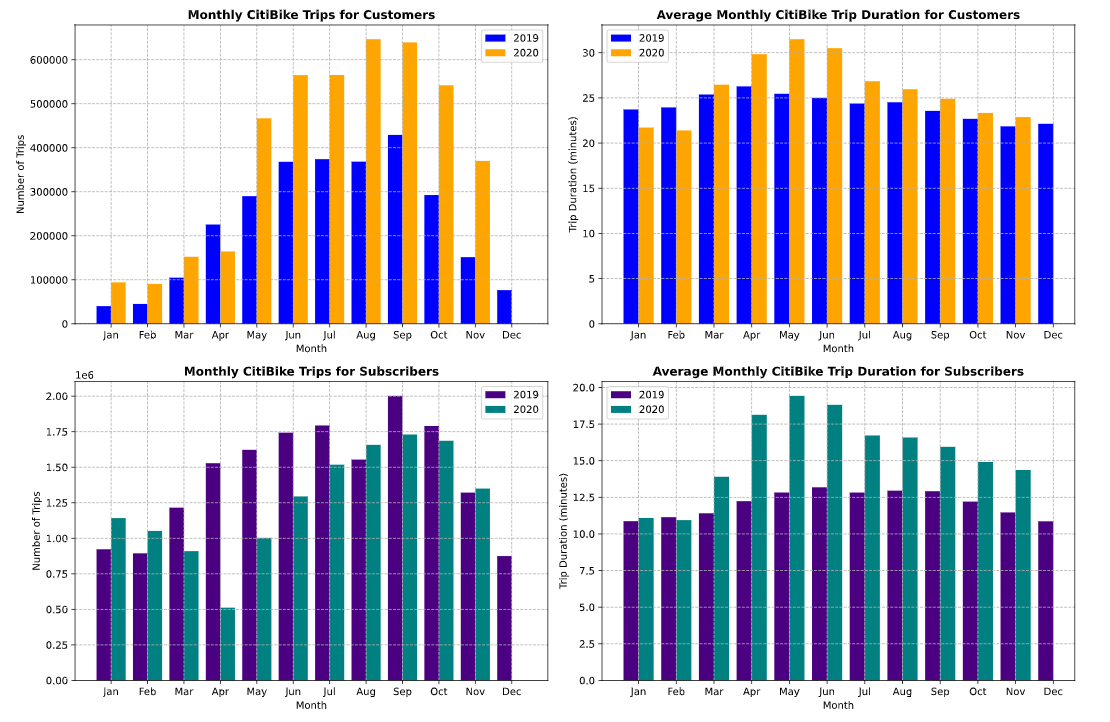 Monthly CitiBike Trips for Customers
Number of Trips
600000
500000
400000
300000
200000
100000
0
2019
2020
Jan Feb Mar Apr May Jun Jul Aug Sep Oct Nov Dec
Month
Average Monthly CitiBike Trip Duration for Customers
Trip Duration (minutes)
30
25
20
15
10
5
0
2019
2020
Jan Feb Mar Apr May Jun Jul Aug Sep Oct Nov Dec
Month
Monthly CitiBike Trips for Subscribers
1e6
Number of Trips
2.00
1.75
1.50
1.25
1.00
0.75
0.50
0.25
0.00
2019
2020
Jan Feb Mar Apr May Jun Jul Aug Sep Oct Nov Dec
Month
Average Monthly CitiBike Trip Duration for Subscribers
Trip Duration (minutes)
20.0
17.5
15.0
12.5
10.0
7.5
5.0
2.5
0.0
2019
2020
Jan Feb Mar Apr May Jun Jul Aug Sep Oct Nov Dec
Month